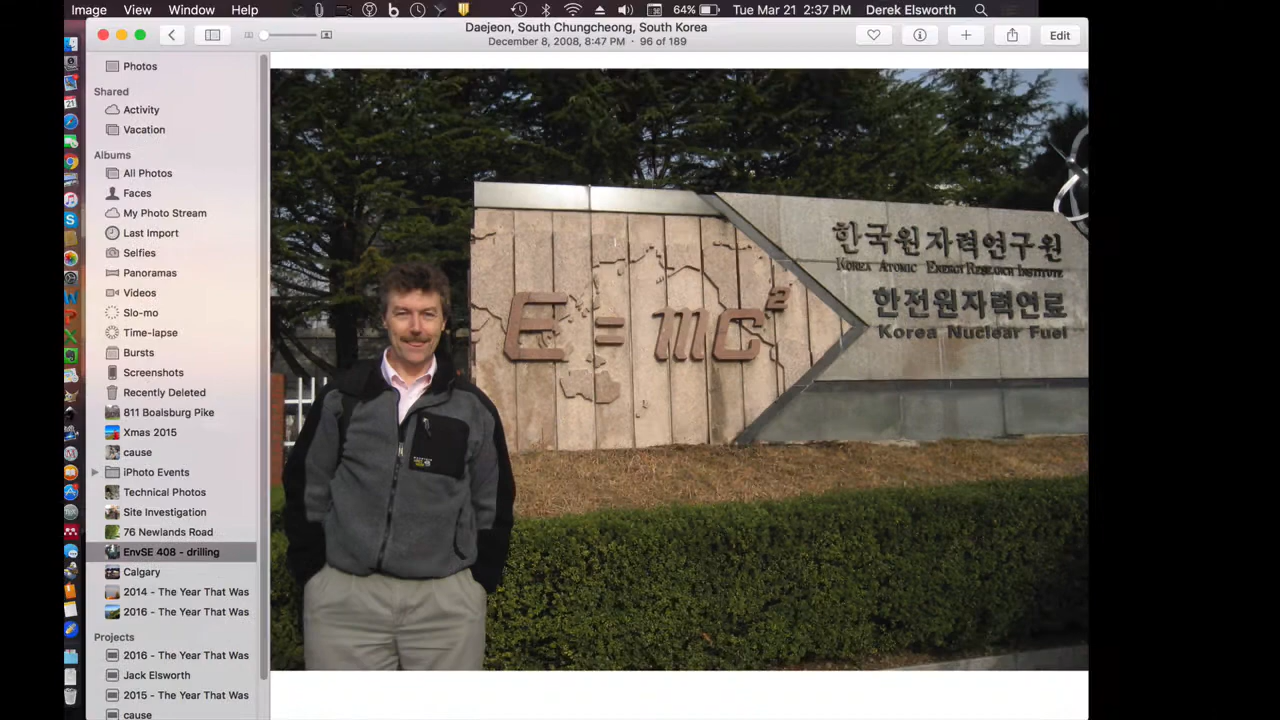 Image View Window Help 64% Tue Mar 21 2:37 PM Derek Elsworth
Daejeon, South Chungcheong, South Korea
December 8, 2008, 8:47 PM · 96 of 189
Edit
Photos
Shared
Activity
Vacation
Albums
All Photos
Faces
My Photo Stream
Last Import
Selfies
Panoramas
Videos
Slo-mo
Time-lapse
Bursts
Screenshots
Recently Deleted
811 Boalsburg Pike
Xmas 2015
cause
iPhoto Events
Technical Photos
Site Investigation
76 Newlands Road
EnvSE 408 - drilling
Calgary
2014 - The Year That Was
2016 - The Year That Was
Projects
2016 - The Year That Was
Jack Elsworth
2015 - The Year That Was
cause
E = mc²
한국원자력연구원
KOREA ATOMIC ENERGY RESEARCH INSTITUTE
한전원자력연료
Korea Nuclear Fuel